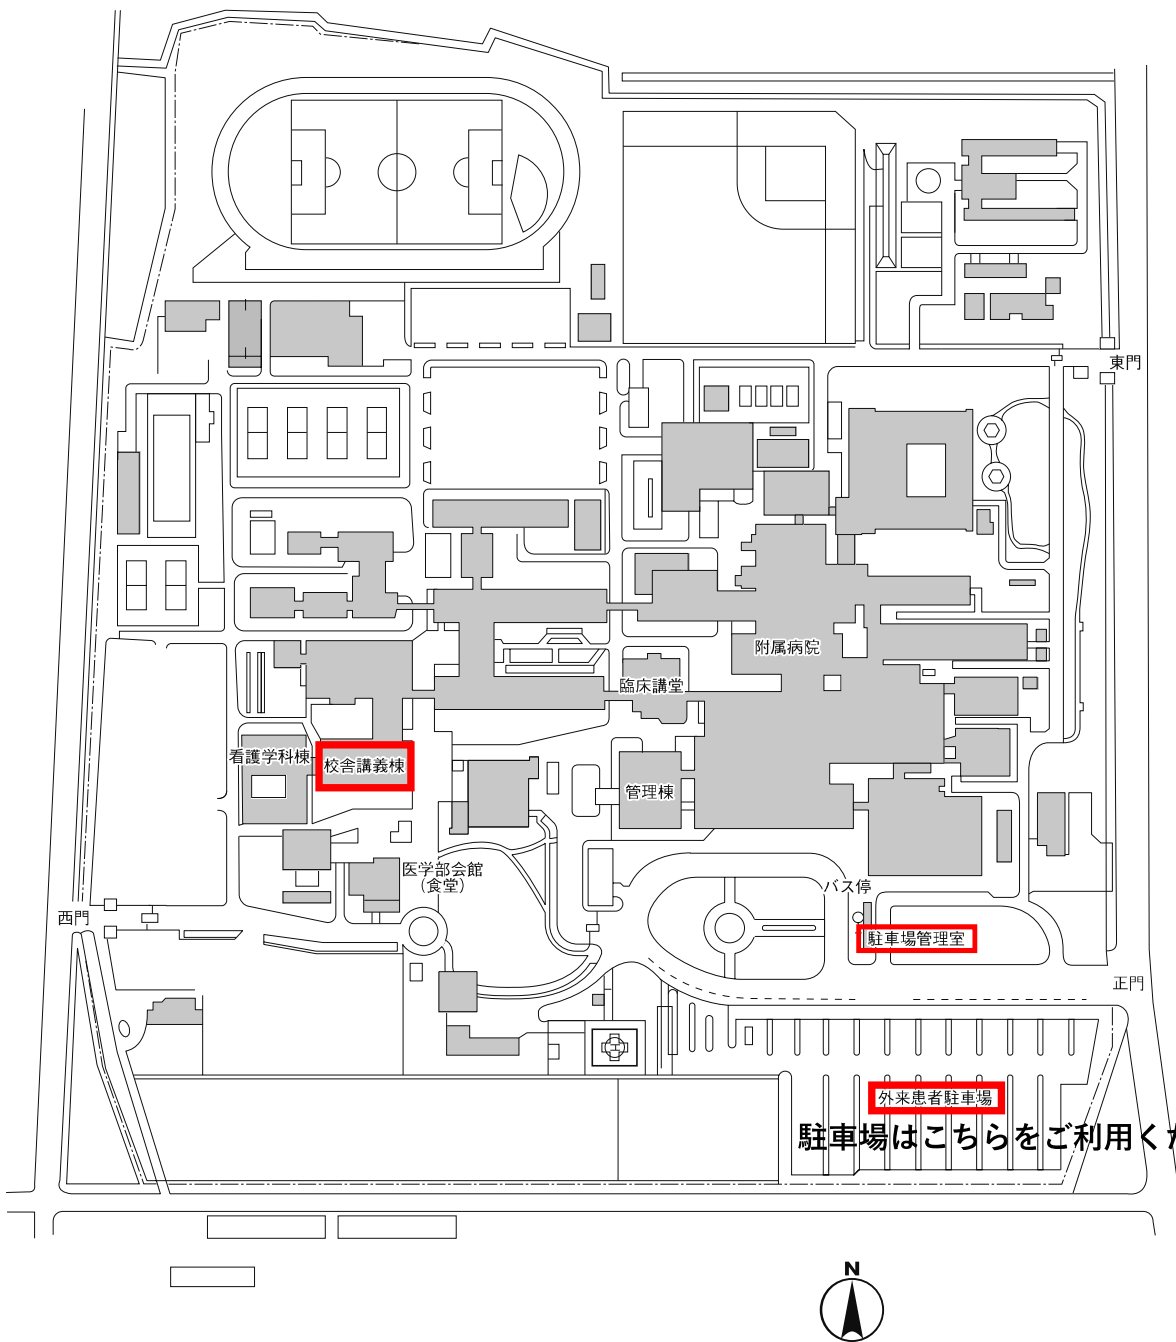 東門
附属病院
臨床講堂
看護学科棟
校舎講義棟
管理棟
医学部会館
(食堂)
バス停
西門
駐車場管理室
正門
外来患者駐車場
駐車場はこちらをご利用くだ
H
N